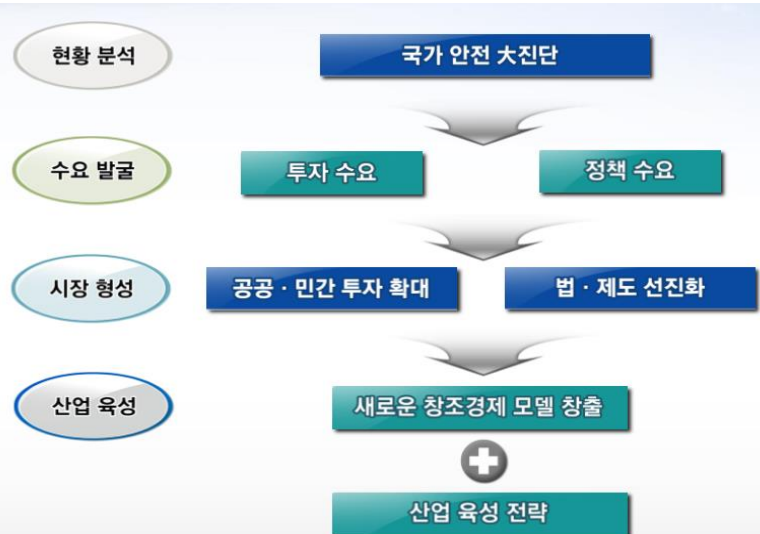 현황 분석
국가 안전 大진단
수요 발굴
투자 수요
정책 수요
시장 형성
공공·민간 투자 확대
법·제도 선진화
산업 육성
새로운 창조경제 모델 창출
산업 육성 전략